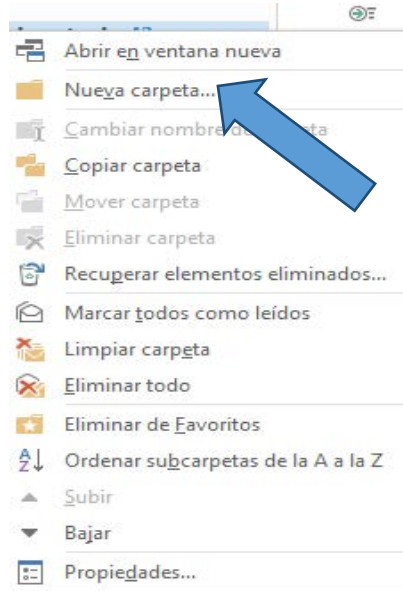 Abrir en ventana nueva
Nueva carpeta...
Cambiar nombre de carpeta
Copiar carpeta
Mover carpeta
Eliminar carpeta
Recuperar elementos eliminados...
Marcar todos como leídos
Limpiar carpeta
Eliminar todo
Eliminar de Favoritos
Ordenar subcarpetas de la A a la Z
Subir
Bajar
Propiedades...